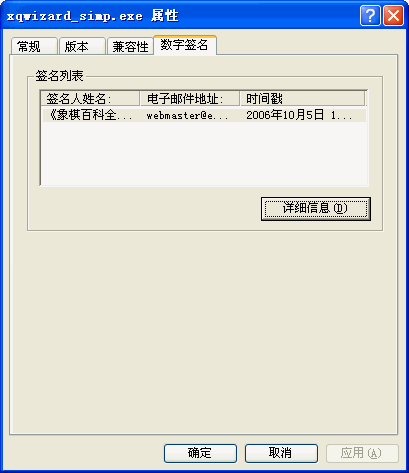 xqwizard_simp.exe 属性
常规 版本 兼容性 数字签名
签名列表
签名人姓名: 电子邮件地址: 时间戳
《象棋百科全... webmaster@e... 2006年10月5日 1...
详细信息(D)
确定 取消 应用(A)